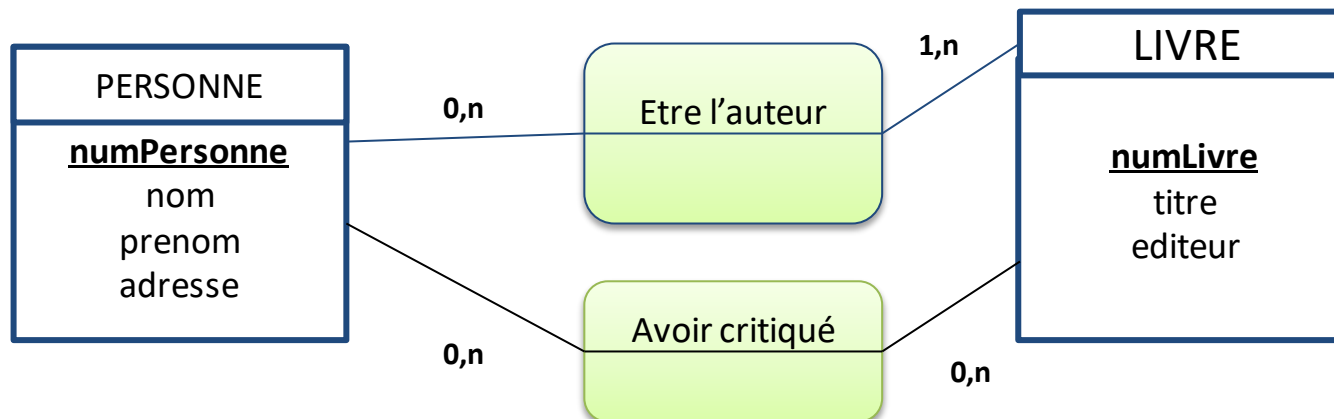 PERSONNE
numPersonne
nom
prenom
adresse
0,n
Etre l’auteur
1,n
LIVRE
numLivre
titre
editeur
0,n
Avoir critiqué
0,n